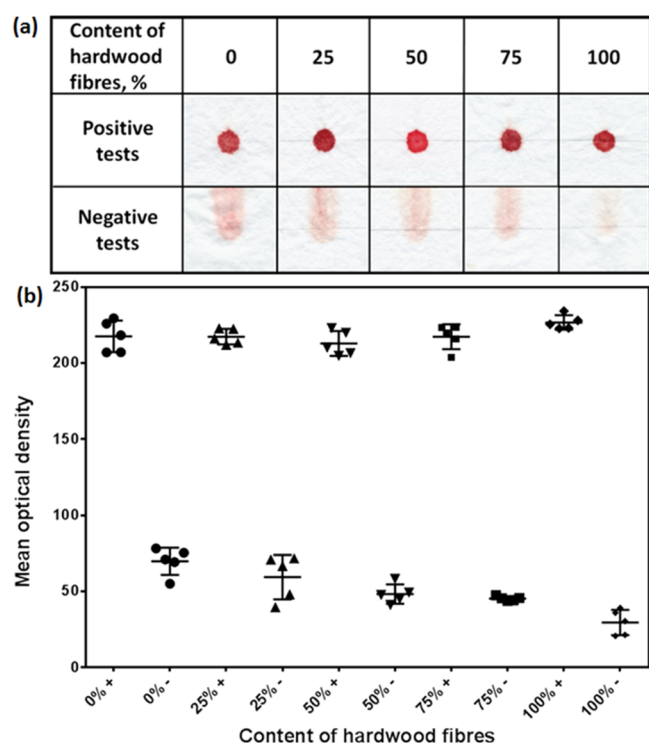 (a)
Content of
hardwood
fibres, %
0 25 50 75 100
Positive
tests
Negative
tests
(b)
250
200
150
100
50
0
Mean optical density
0%+ 0%- 25%+ 25%- 50%+ 50%- 75%+ 75%- 100%+ 100%-
Content of hardwood fibres